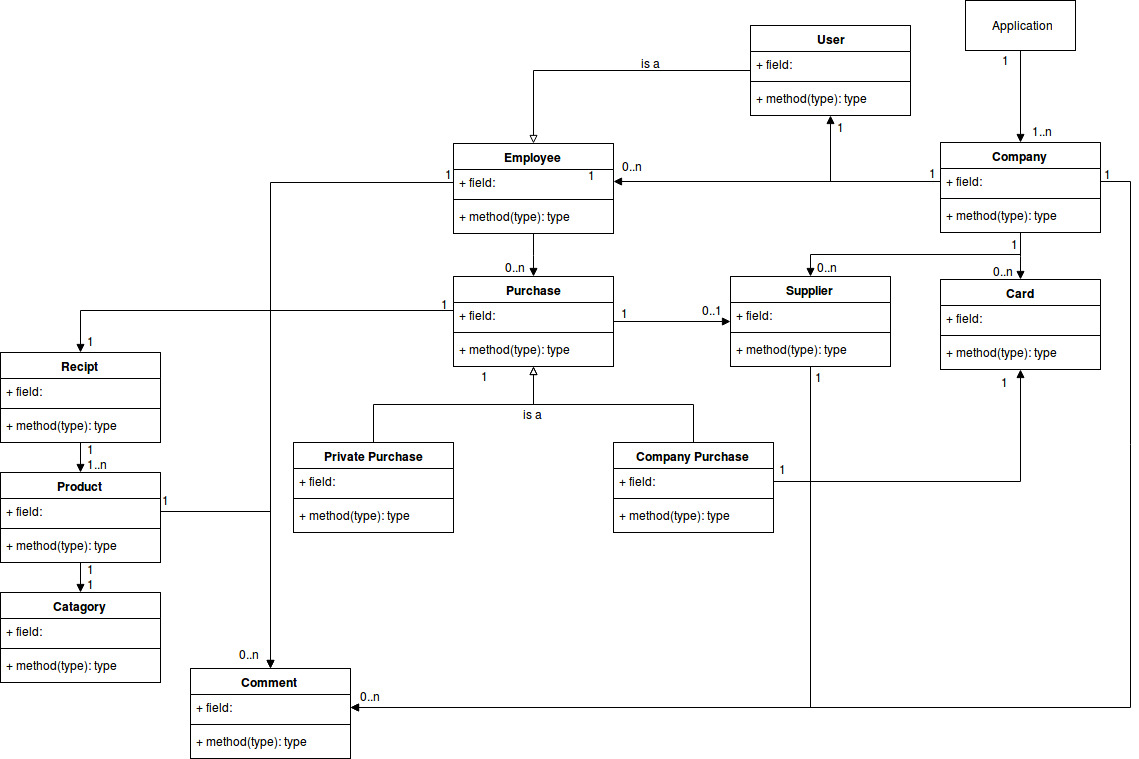 Application
User
+ field:
+ method(type): type
is a
1
1
1..n
Employee
+ field:
1
+ method(type): type
1
0..n
1
Company
+ field:
+ method(type): type
1
1
0..n
0..n
0..n
Purchase
+ field:
+ method(type): type
1
1
1
0..1
Supplier
+ field:
+ method(type): type
1
Card
+ field:
+ method(type): type
1
is a
1
Recipt
+ field:
+ method(type): type
1
1..n
Private Purchase
+ field:
+ method(type): type
Company Purchase
+ field:
+ method(type): type
1
Product
+ field:
+ method(type): type
1
1
1
Catagory
+ field:
+ method(type): type
0..n
Comment
+ field:
+ method(type): type
0..n